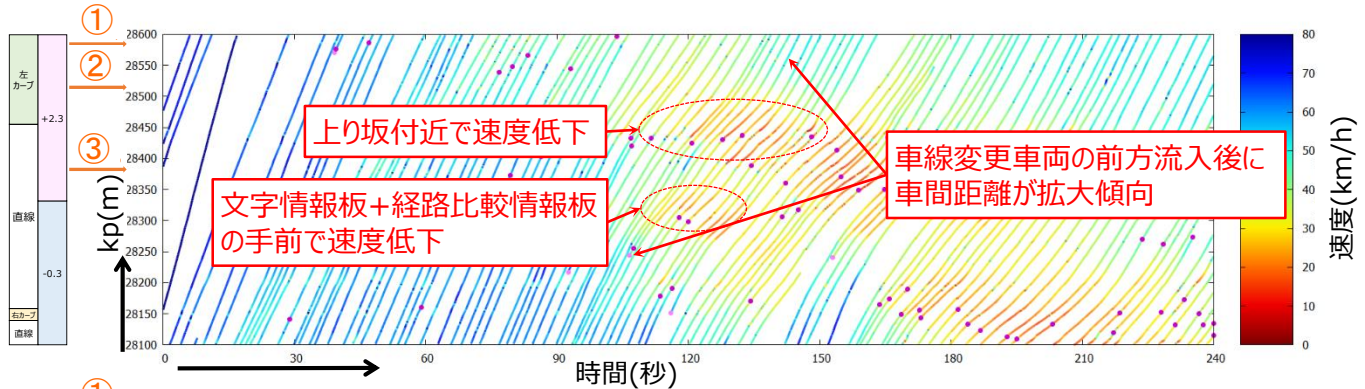 ①
②
③
左
カーブ
直線
右カーブ
直線
+2.3
-0.3
kp(m)
28600
28550
28500
28450
28400
28350
28300
28250
28200
28150
28100
上り坂付近で速度低下
文字情報板+経路比較情報板
の手前で速度低下
車線変更車両の前方流入後に
車間距離が拡大傾向
0
30
60
90
120
150
180
210
240
時間(秒)
80
70
60
50
40
30
20
10
0
速度(km/h)